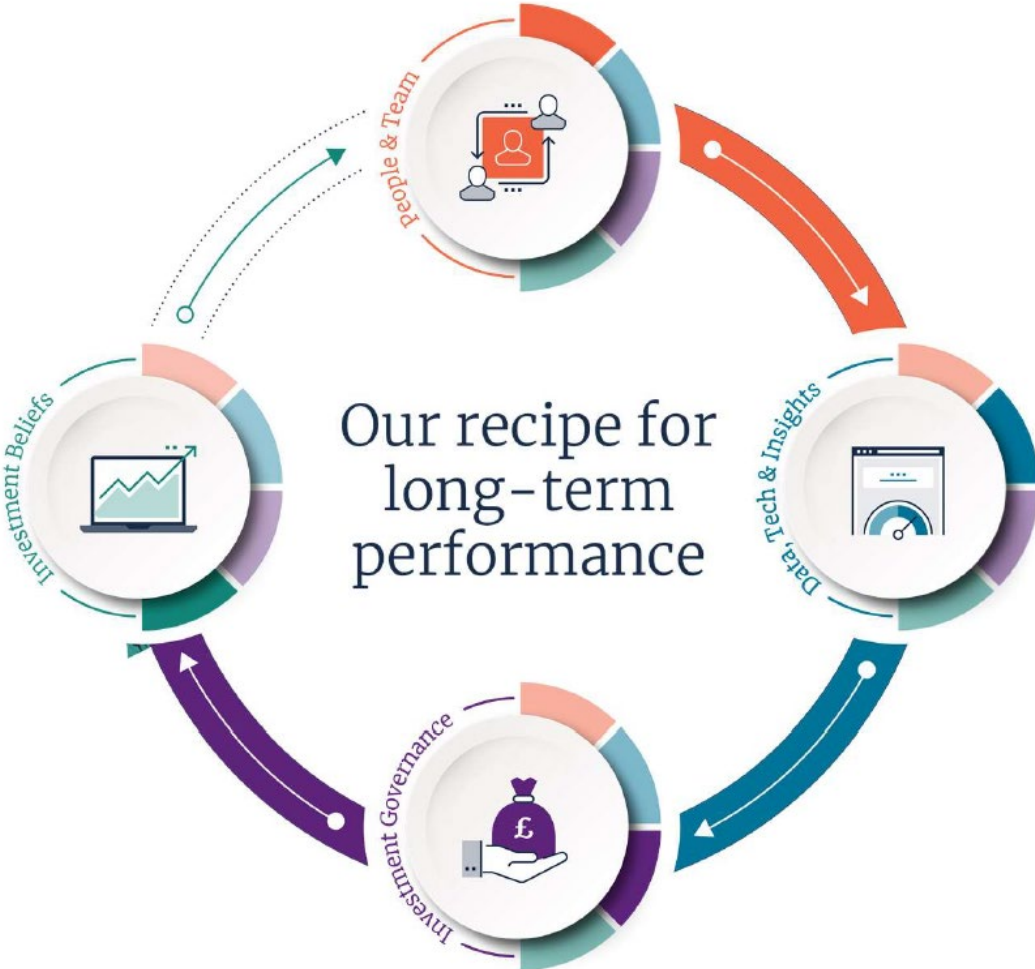 People & Team
Our recipe for
long-term
performance
Investment Beliefs
Data, Tech & Insights
Investment Governance
£